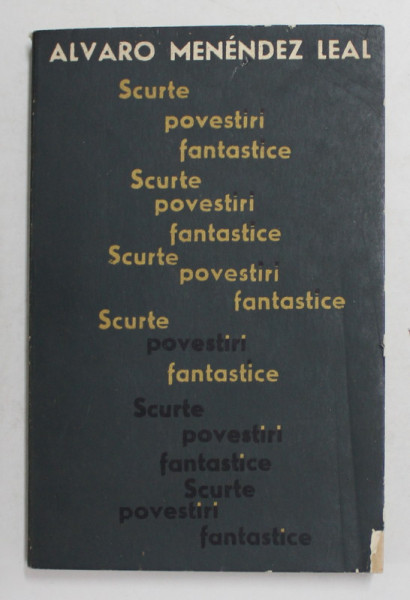 ALVARO MENÉNDEZ LEAL
Scurte
povestiri
fantastice
Scurte
povestiri
fantastice
Scurte
povestiri
fantastice
Scurte
povestiri
fantastice
Scurte
povestiri
fantastice
Scurte
povestiri
fantastice